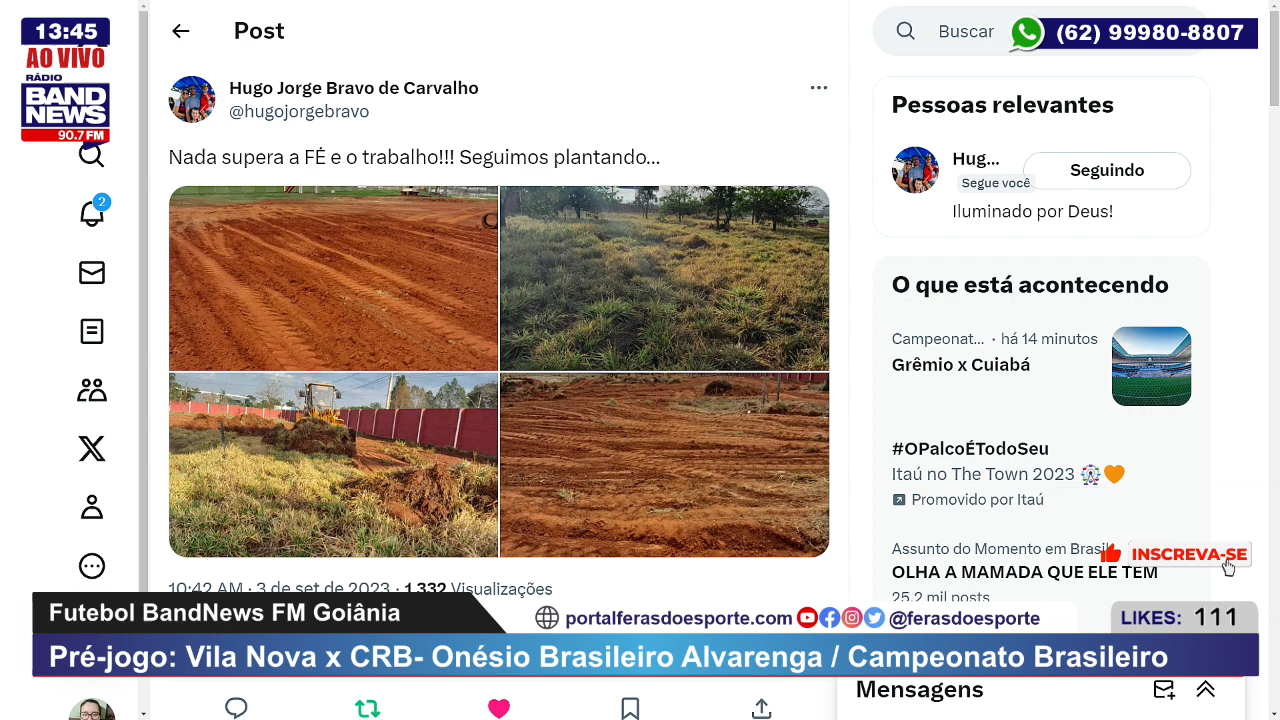 13:45
AO VIVO
RÁDIO
BAND
NEWS
90.7 FM
2
Post
Hugo Jorge Bravo de Carvalho
@hugojorgebravo
Nada supera a FÉ e o trabalho!!! Seguimos plantando...
10:42 AM · 3 de set de 2023 · 1.332 Visualizações
Buscar
(62) 99980-8807
Pessoas relevantes
Hug...
Segue você
Seguindo
Iluminado por Deus!
O que está acontecendo
Campeonat... · há 14 minutos
Grêmio x Cuiabá
#OPalcoÉTodoSeu
Itaú no The Town 2023
Promovido por Itaú
Assunto do Momento em Brasil
OLHA A MAMADA QUE ELE TEM
25,2 mil posts
INSCREVA-SE
Futebol BandNews FM Goiânia
portalferasdoesporte.com
@ferasdoesporte
LIKES: 111
Pré-jogo: Vila Nova x CRB- Onésio Brasileiro Alvarenga / Campeonato Brasileiro
Mensagens